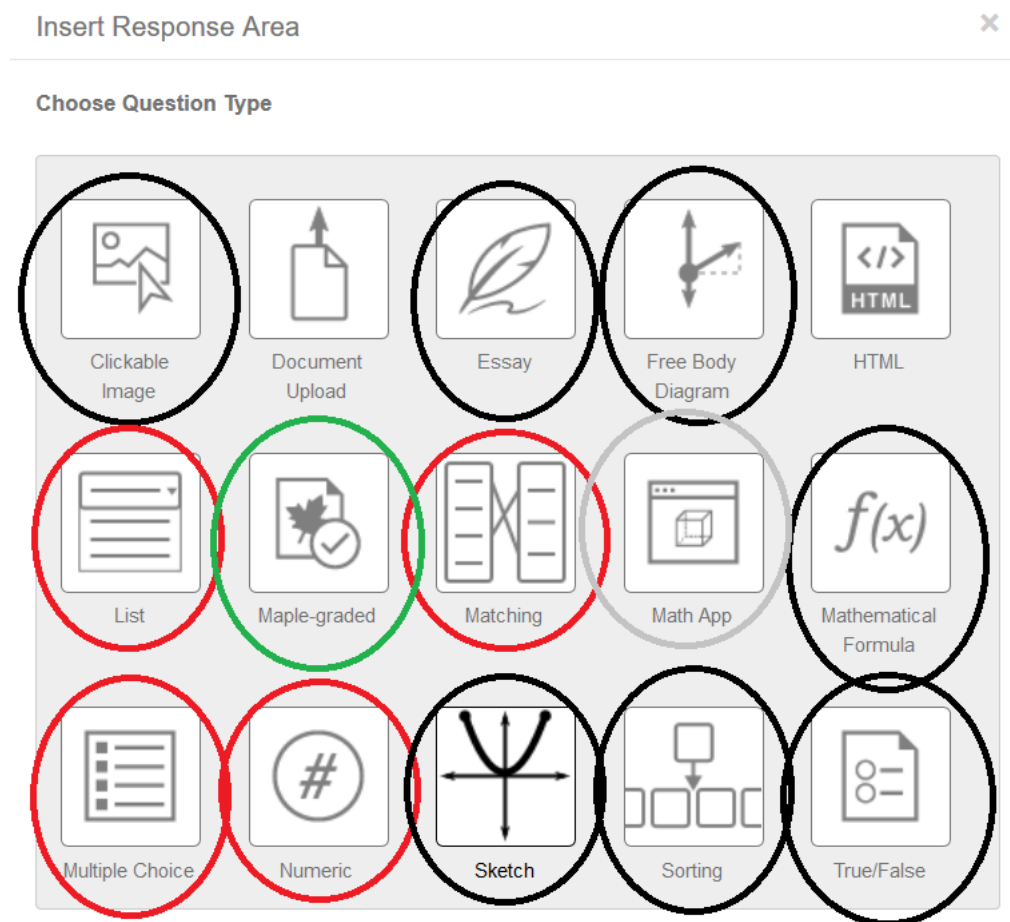 Insert Response Area
×
Choose Question Type
</>
HTML
Clickable
Image
Document
Upload
Essay
Free Body
Diagram
HTML
f(x)
List
Maple-graded
Matching
Math App
Mathematical
Formula
#
Multiple Choice
Numeric
Sketch
Sorting
True/False